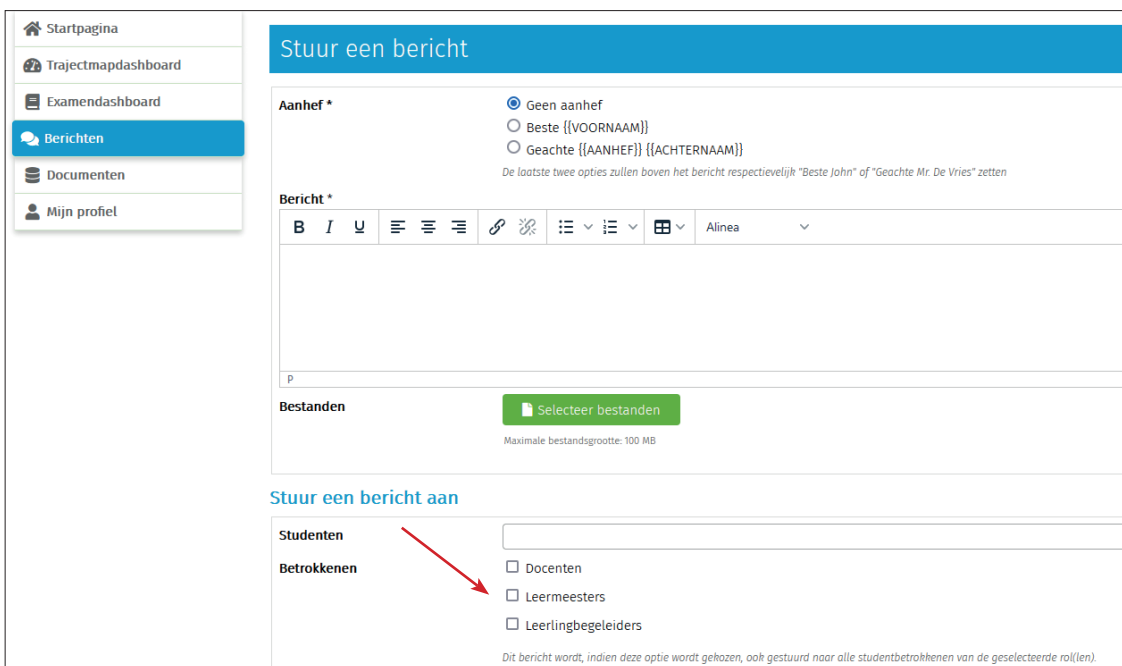 Startpagina
Trajectmapdashboard
Examendashboard
Berichten
Documenten
Mijn profiel
Stuur een bericht
Aanhef *
Geen aanhef
Beste {{VOORNAAM}}
Geachte {{AANHEF}} {{ACHTERNAAM}}
De laatste twee opties zullen boven het bericht respectievelijk "Beste John" of "Geachte Mr. De Vries" zetten
Bericht *
B I U Alinea
P
Bestanden
Selecteer bestanden
Maximale bestandsgrootte: 100 MB
Stuur een bericht aan
Studenten
Betrokkenen
Docenten
Leermeesters
Leerlingbegeleiders
Dit bericht wordt, indien deze optie wordt gekozen, ook gestuurd naar alle studentbetrokkenen van de geselecteerde rol(len).